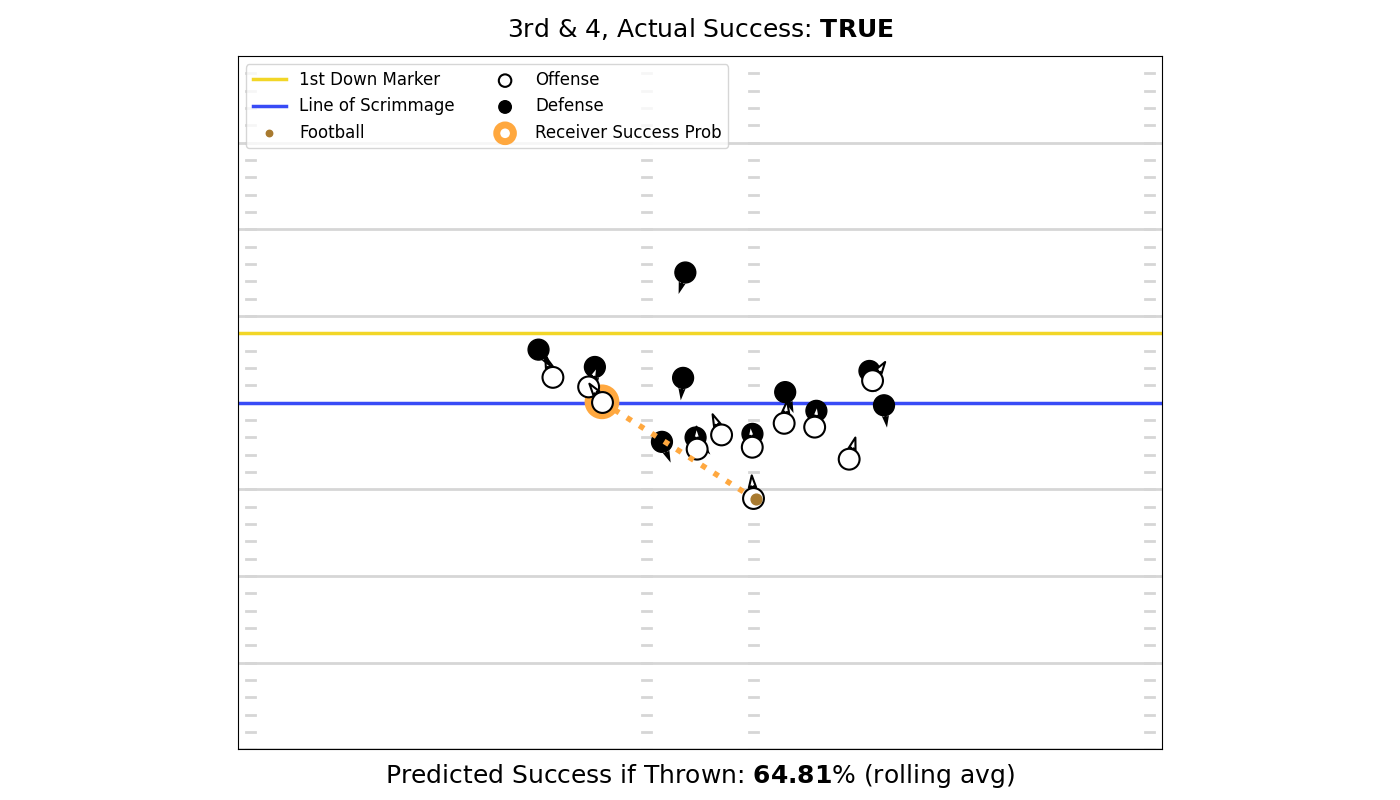 3rd & 4, Actual Success: TRUE
1st Down Marker
Line of Scrimmage
Football
Offense
Defense
Receiver Success Prob
Predicted Success if Thrown: 64.81% (rolling avg)